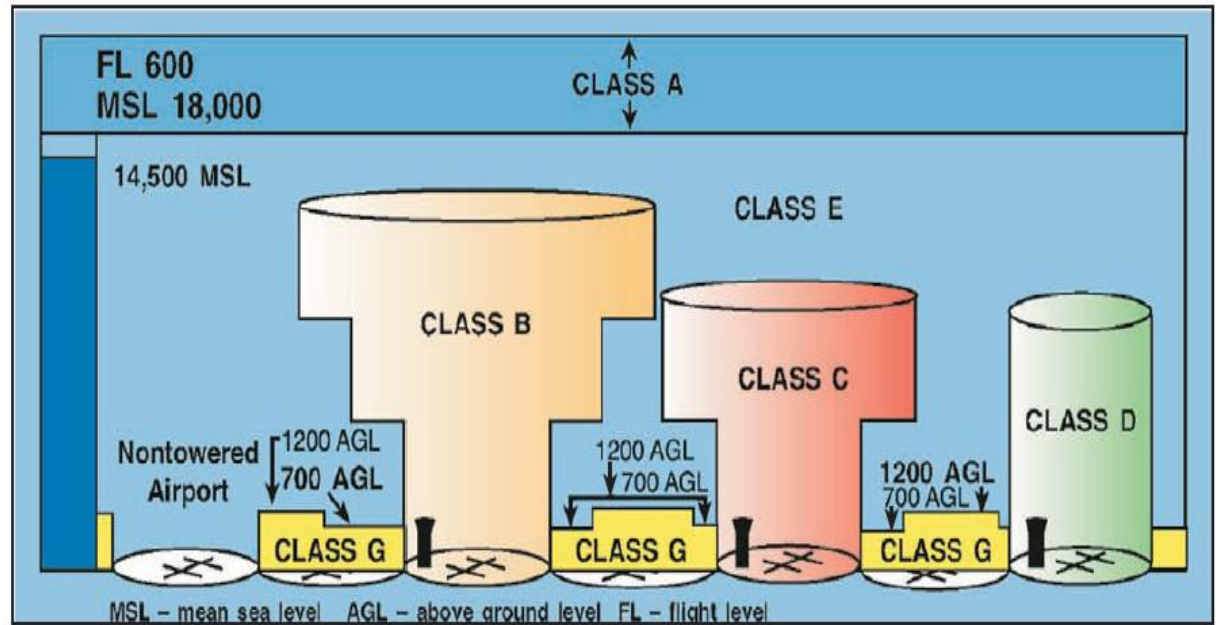 FL 600
MSL 18,000
CLASS A
14,500 MSL
CLASS E
CLASS B
CLASS C
CLASS D
Nontowered
Airport
1200 AGL
700 AGL
1200 AGL
700 AGL
1200 AGL
700 AGL
CLASS G
CLASS G
CLASS G
MSL – mean sea level AGL – above ground level FL – flight level